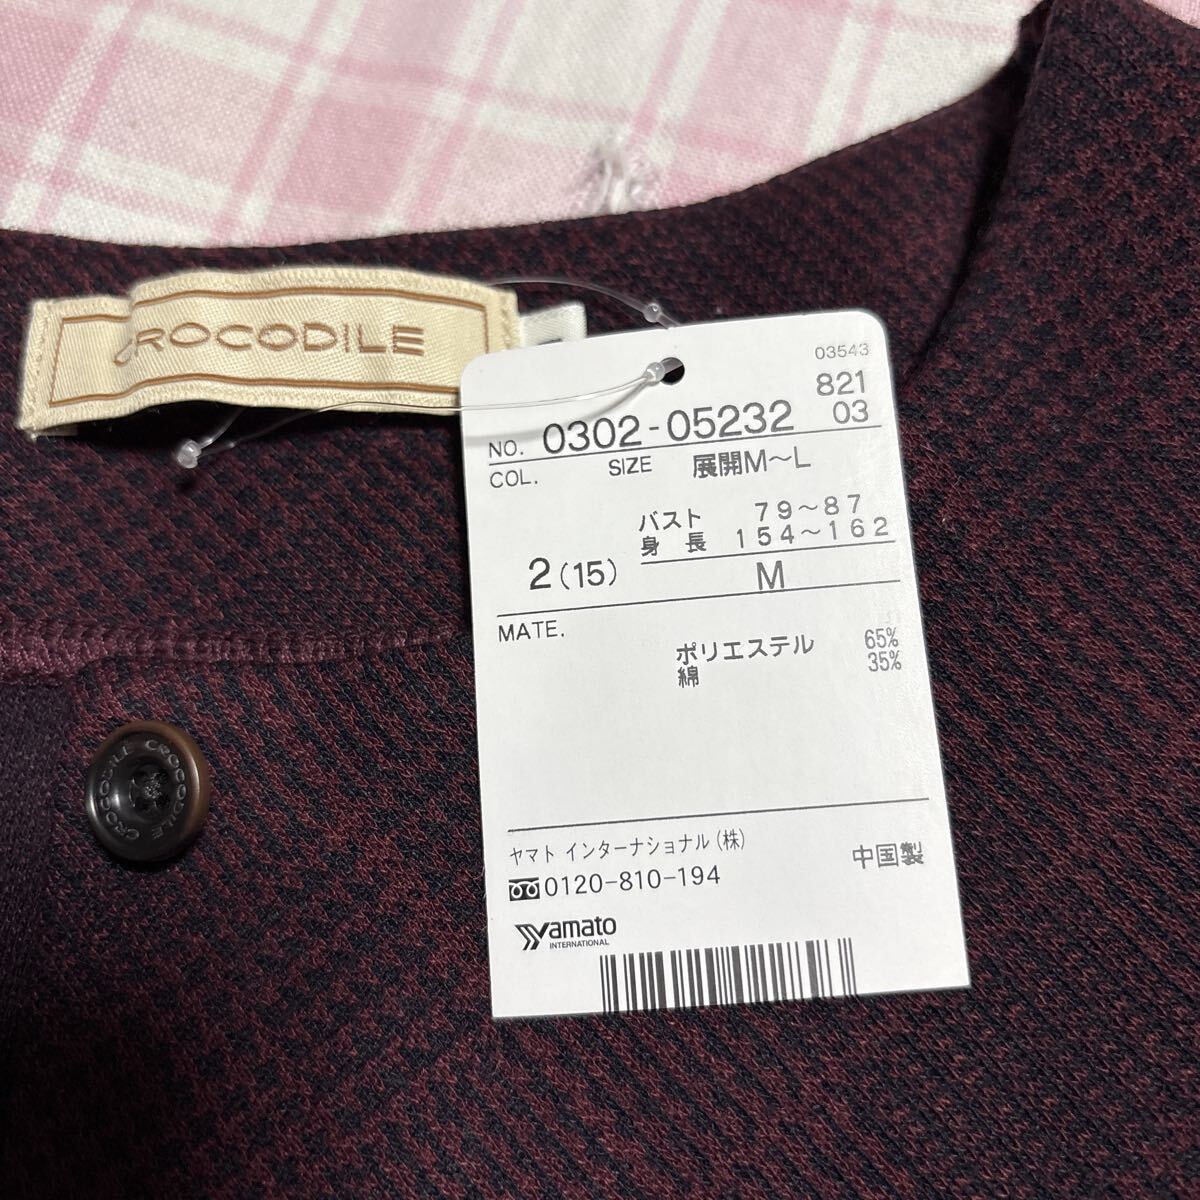 CROCODILE
03543
821
NO. 0302-05232 03
COL. SIZE 展開M～L
バスト 79～87
身長 154～162
2(15) M
MATE.
ポリエステル 65%
綿 35%
ヤマト インターナショナル(株)
0120-810-194
中国製
Yamato
INTERNATIONAL
CROCODILE CROCODILE